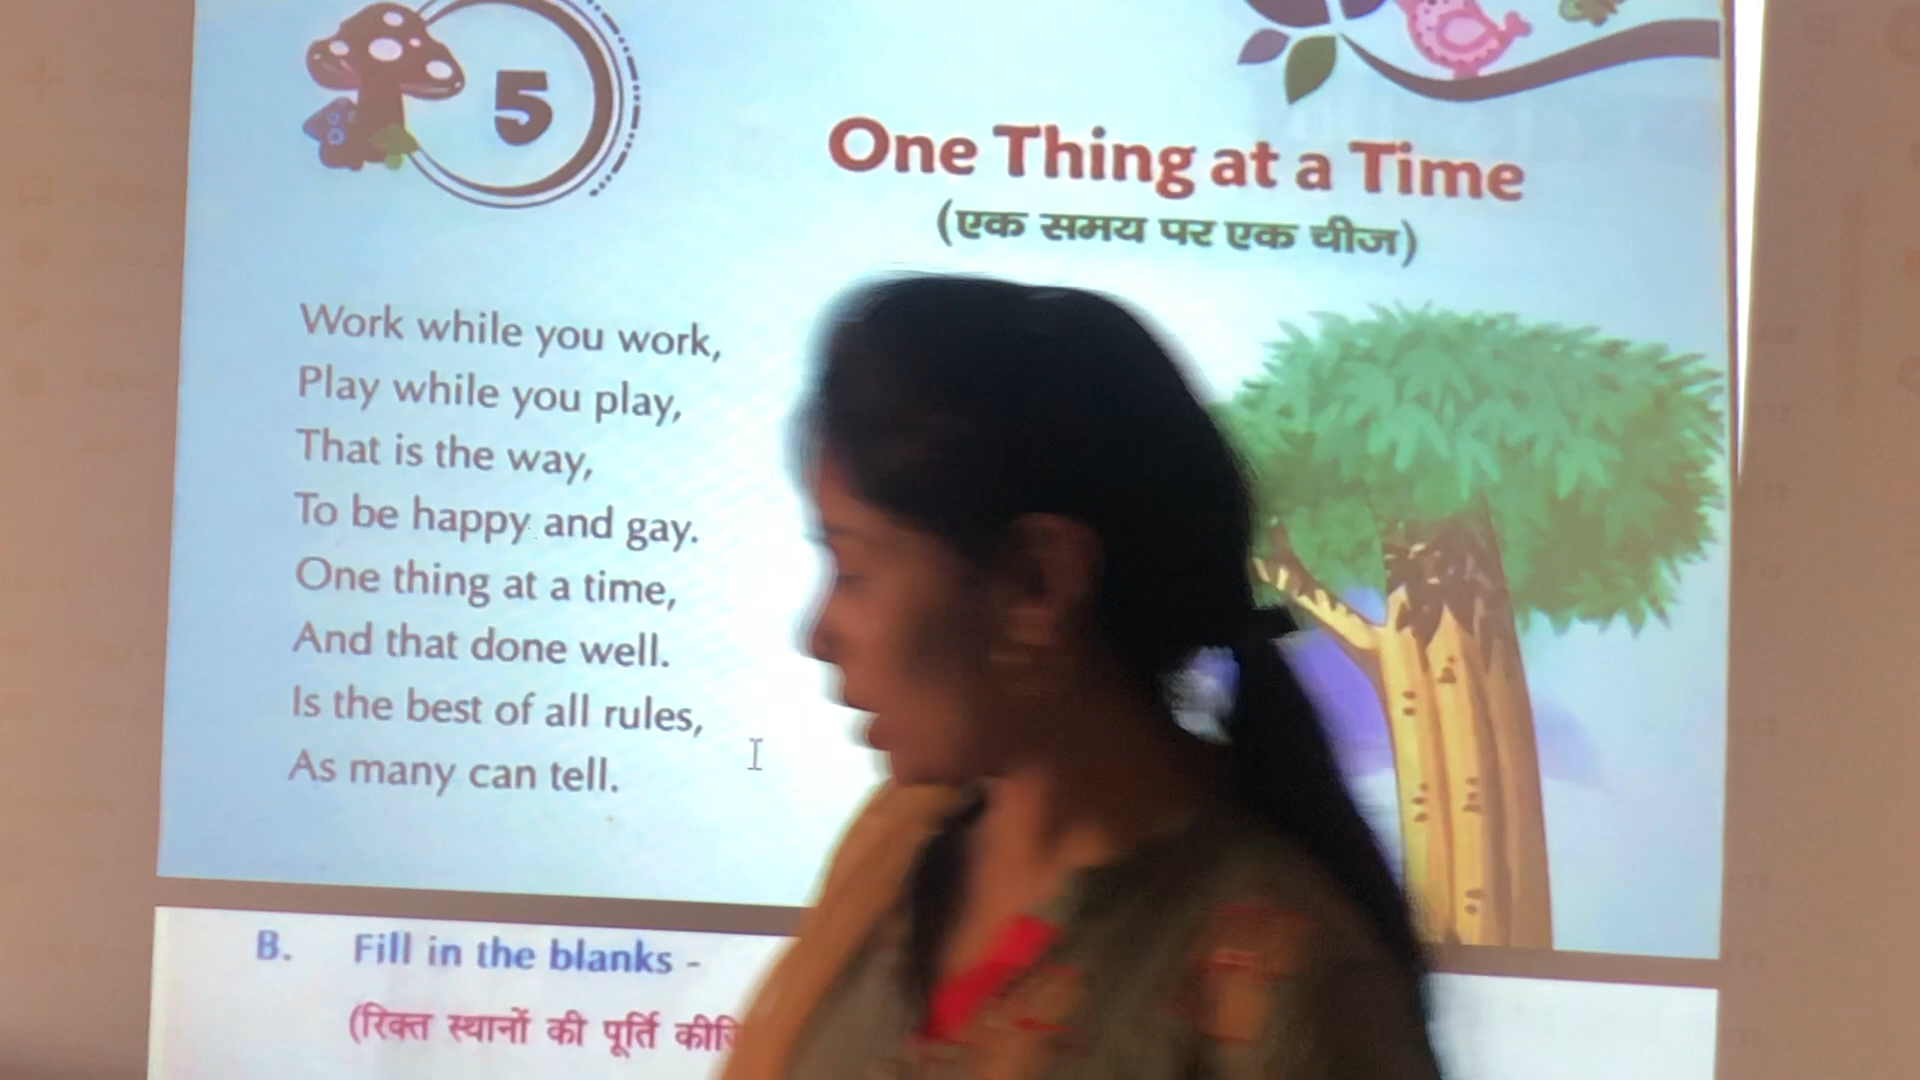 5
One Thing at a Time
(एक समय पर एक चीज)
Work while you work,
Play while you play,
That is the way,
To be happy and gay.
One thing at a time,
And that done well.
Is the best of all rules,
As many can tell.
B. Fill in the blanks -
(रिक्त स्थानों की पूर्ति